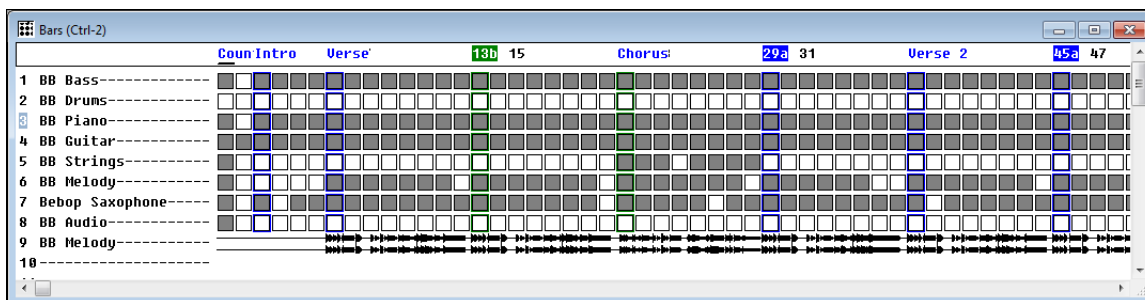 Bars (Ctrl-2)
Coun Intro Verse 13b 15 Chorus 29a 31 Verse 2 45a 47
1 BB Bass-------------
2 BB Drums------------
3 BB Piano------------
4 BB Guitar-----------
5 BB Strings----------
6 BB Melody-----------
7 Bebop Saxophone-----
8 BB Audio------------
9 BB Melody-----------
10--------------------